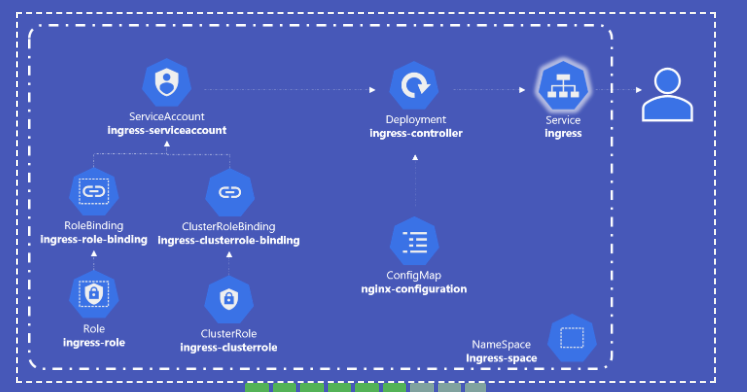 ServiceAccount
ingress-serviceaccount
Deployment
ingress-controller
Service
ingress
RoleBinding
ingress-role-binding
ClusterRoleBinding
ingress-clusterrole-binding
ConfigMap
nginx-configuration
Role
ingress-role
ClusterRole
ingress-clusterrole
NameSpace
Ingress-space